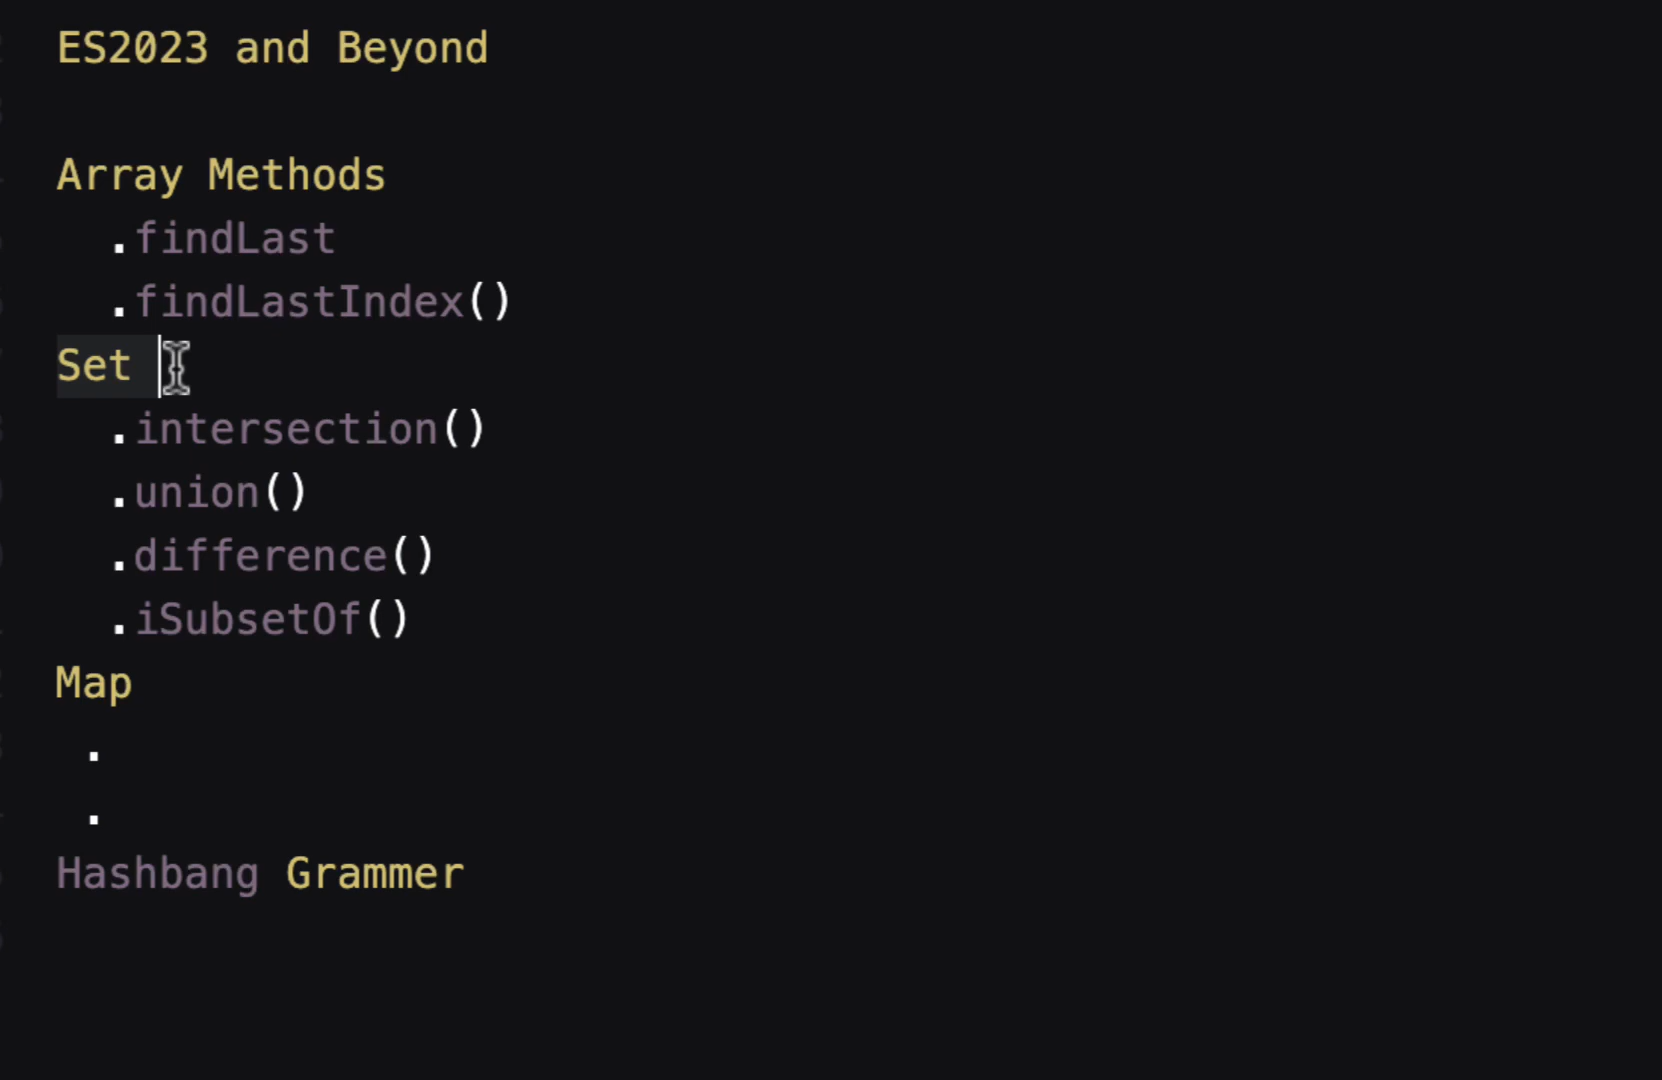 ES2023 and Beyond
Array Methods
.findLast
.findLastIndex()
Set
.intersection()
.union()
.difference()
.iSubsetOf()
Map
.
.
Hashbang Grammer